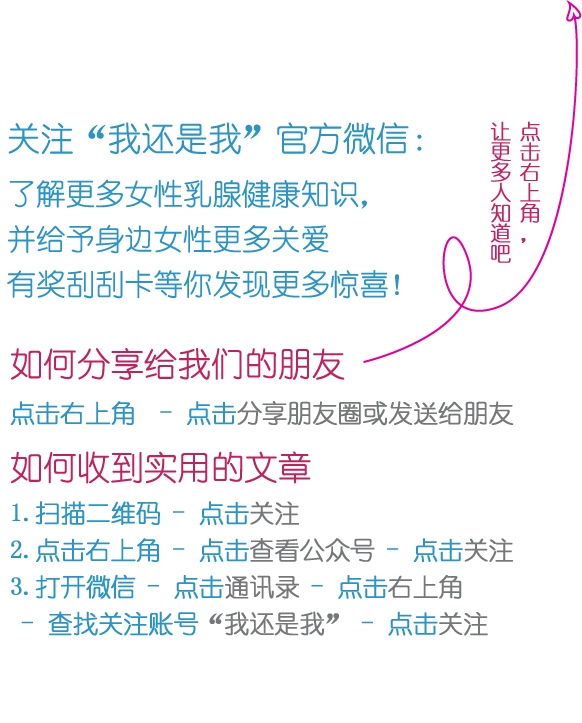 关注“我还是我”官方微信：
了解更多女性乳腺健康知识，
并给予身边女性更多关爱
有奖刮刮卡等你发现更多惊喜！
点击右上角，
让更多人知道吧
如何分享给我们的朋友
点击右上角 - 点击分享朋友圈或发送给朋友
如何收到实用的文章
1.扫描二维码 - 点击关注
2.点击右上角 - 点击查看公众号 - 点击关注
3.打开微信 - 点击通讯录 - 点击右上角
- 查找关注账号“我还是我” - 点击关注